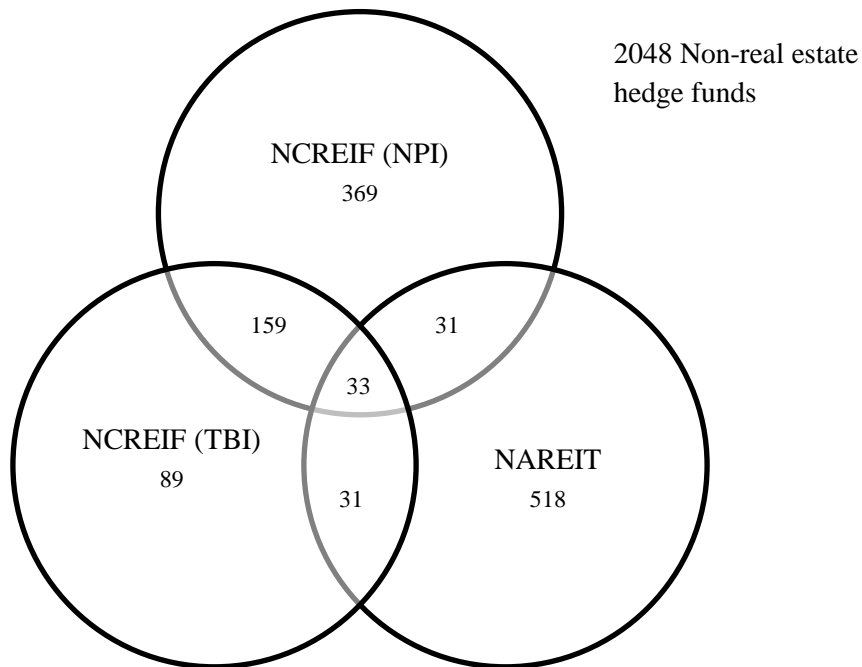 2048 Non-real estate
hedge funds
NCREIF (NPI)
369
159
31
33
NCREIF (TBI)
89
NAREIT
518
31